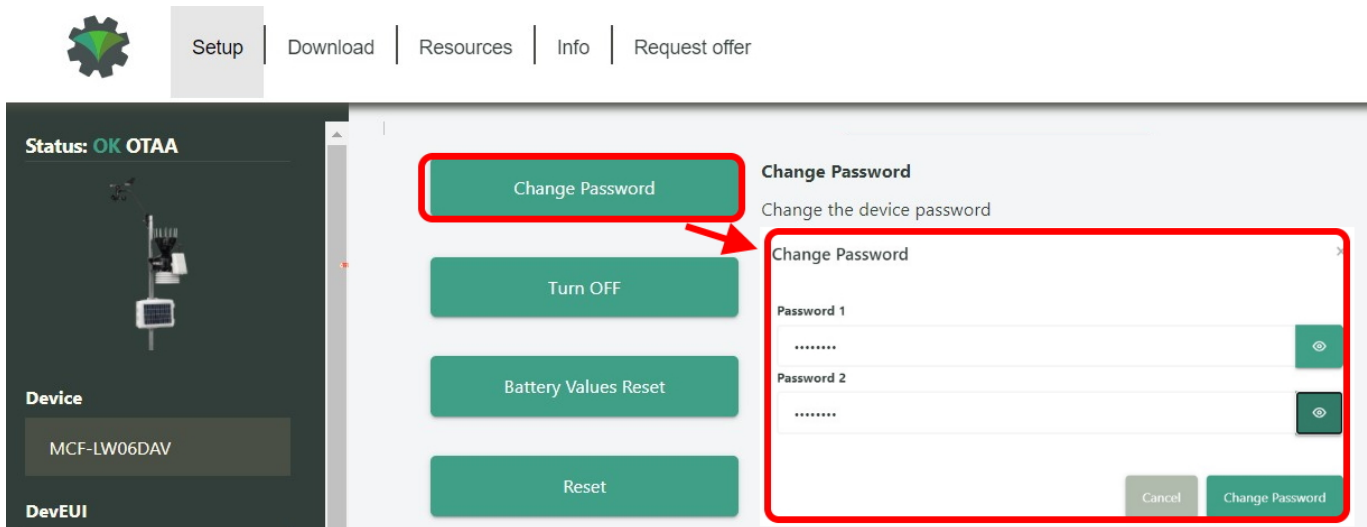 Setup
Download
Resources
Info
Request offer
Status: OK OTAA
Device
MCF-LW06DAV
DevEUI
Change Password
Turn OFF
Battery Values Reset
Reset
Change Password
Change the device password
Change Password
Password 1
••••••••
Password 2
••••••••
Cancel
Change Password